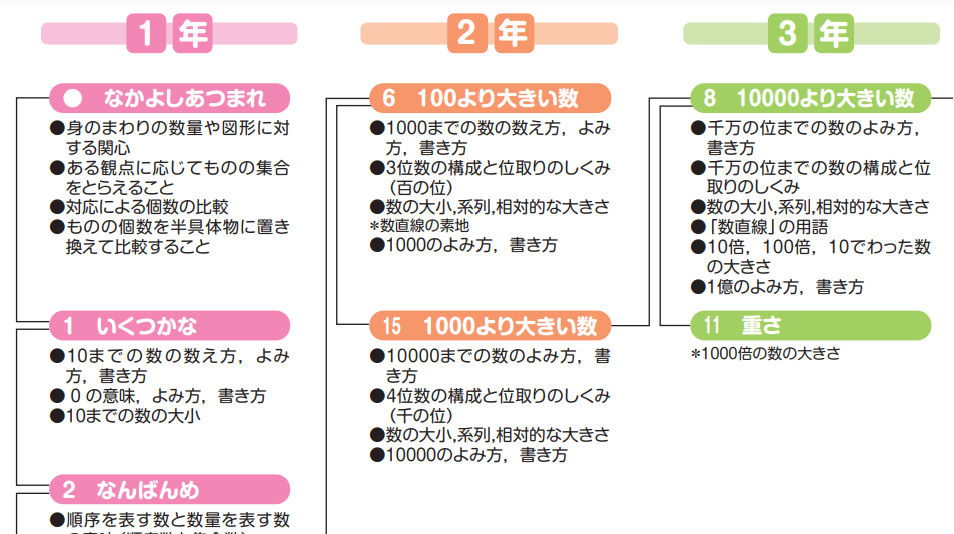 1年
● なかよしあつまれ
●身のまわりの数量や図形に対
する関心
●ある観点に応じてものの集合
をとらえること
●対応による個数の比較
●ものの個数を半具体物に置き
換えて比較すること
1 いくつかな
●10までの数の数え方，よみ
方，書き方
●０の意味，よみ方，書き方
●10までの数の大小
2 なんばんめ
●順序を表す数と数量を表す数
2年
6 100より大きい数
●1000までの数の数え方，よみ
方，書き方
●3位数の構成と位取りのしくみ
（百の位）
●数の大小,系列,相対的な大きさ
＊数直線の素地
●1000のよみ方，書き方
15 1000より大きい数
●10000までの数のよみ方，書
き方
●4位数の構成と位取りのしくみ
（千の位）
●数の大小,系列,相対的な大きさ
●10000のよみ方，書き方
3年
8 10000より大きい数
●千万の位までの数のよみ方，
書き方
●千万の位までの数の構成と位
取りのしくみ
●数の大小,系列,相対的な大きさ
●「数直線」の用語
●10倍，100倍，10でわった数
の大きさ
●1億のよみ方，書き方
11 重さ
＊1000倍の数の大きさ